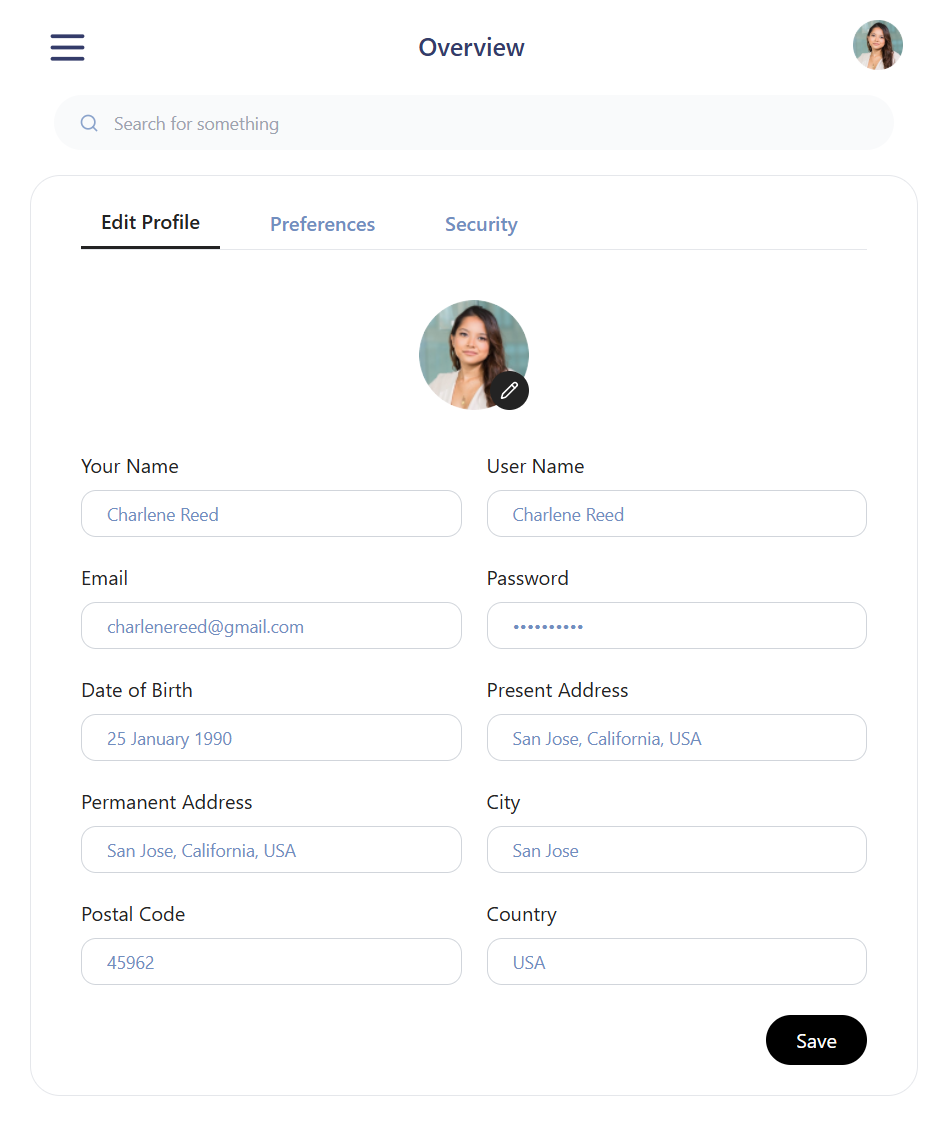 Overview
Search for something
Edit Profile Preferences Security
Your Name User Name
Charlene Reed Charlene Reed
Email Password
charlenereed@gmail.com ••••••••••
Date of Birth Present Address
25 January 1990 San Jose, California, USA
Permanent Address City
San Jose, California, USA San Jose
Postal Code Country
45962 USA
Save